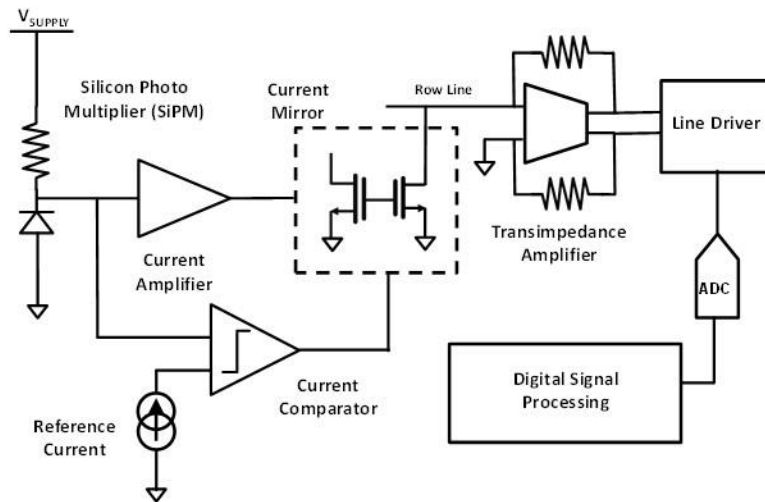 VSUPPLY
Silicon Photo
Multiplier (SiPM)
Current
Mirror
Row Line
Line Driver
Transimpedance
Amplifier
Current
Amplifier
ADC
Digital Signal
Processing
Current
Comparator
Reference
Current